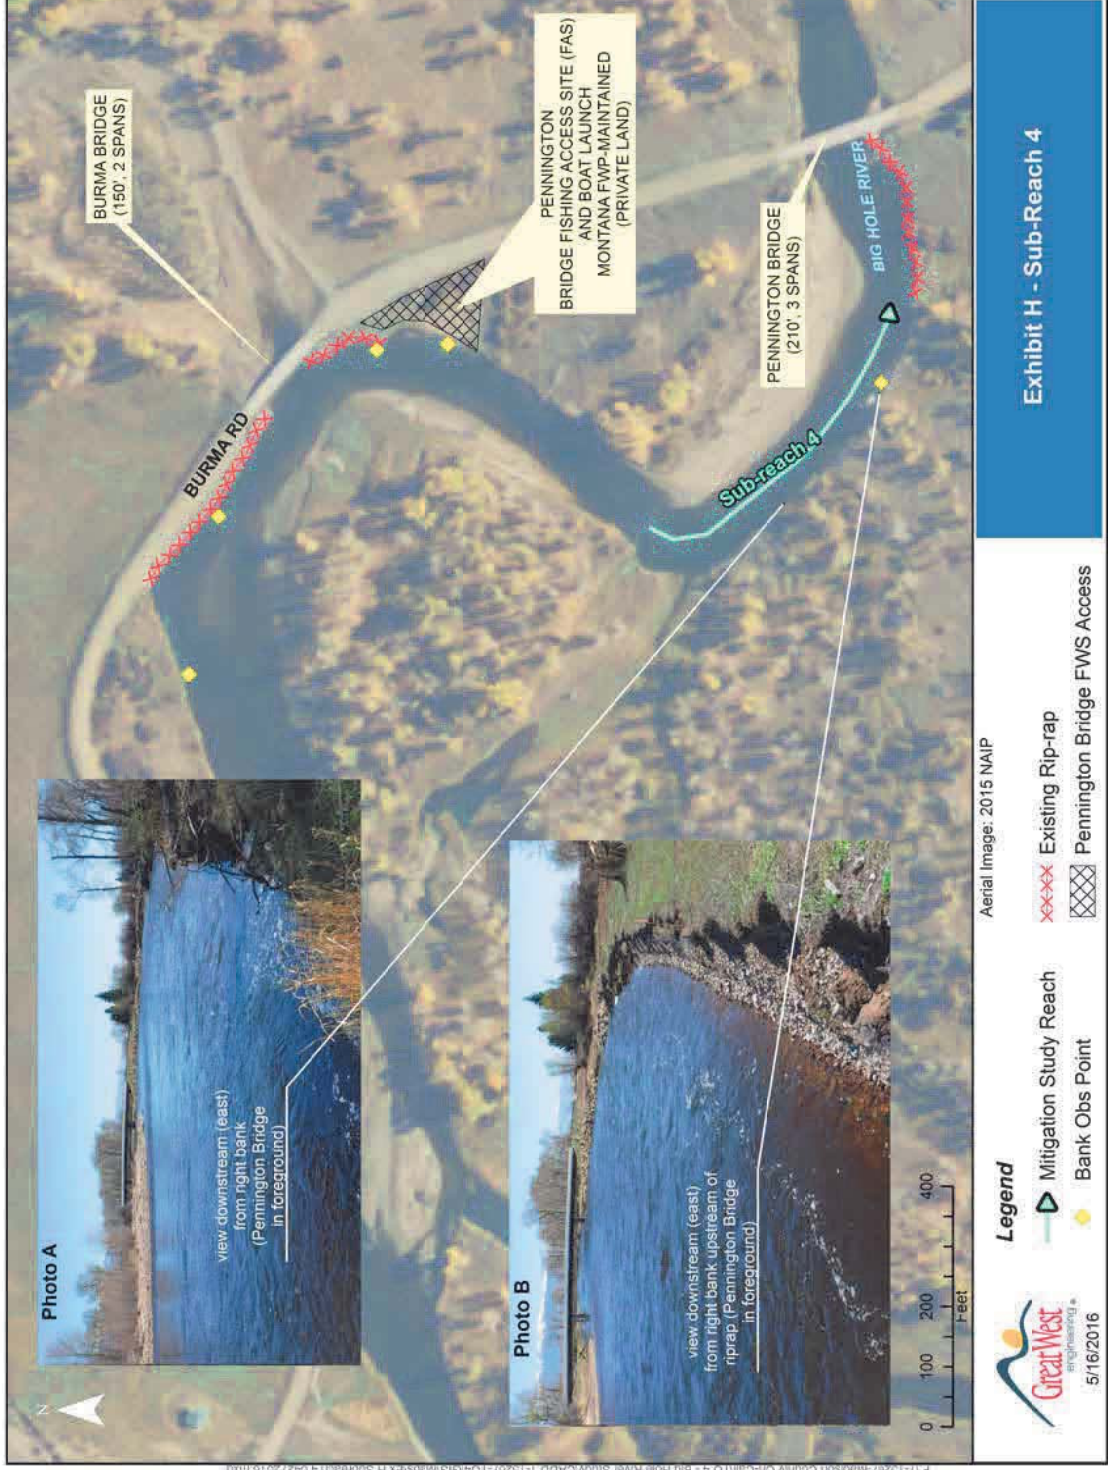 BURMA BRIDGE
(150', 2 SPANS)
BURMA RD
PENNINGTON
BRIDGE FISHING ACCESS SITE (FAS)
AND BOAT LAUNCH
MONTANA FWP-MAINTAINED
(PRIVATE LAND)
PENNINGTON BRIDGE
(210', 3 SPANS)
BIG HOLE RIVER
Sub-reach 4
N
Photo A
view downstream (east)
from right bank
(Pennington Bridge
in foreground)
Photo B
view downstream (east)
from right bank upstream of
riprap (Pennington Bridge
in foreground)
0 100 200 400
Feet
Aerial Image: 2015 NAIP
Legend
Mitigation Study Reach
Bank Obs Point
Existing Rip-rap
Pennington Bridge FWS Access
Great West
engineering
5/16/2016
Exhibit H - Sub-Reach 4